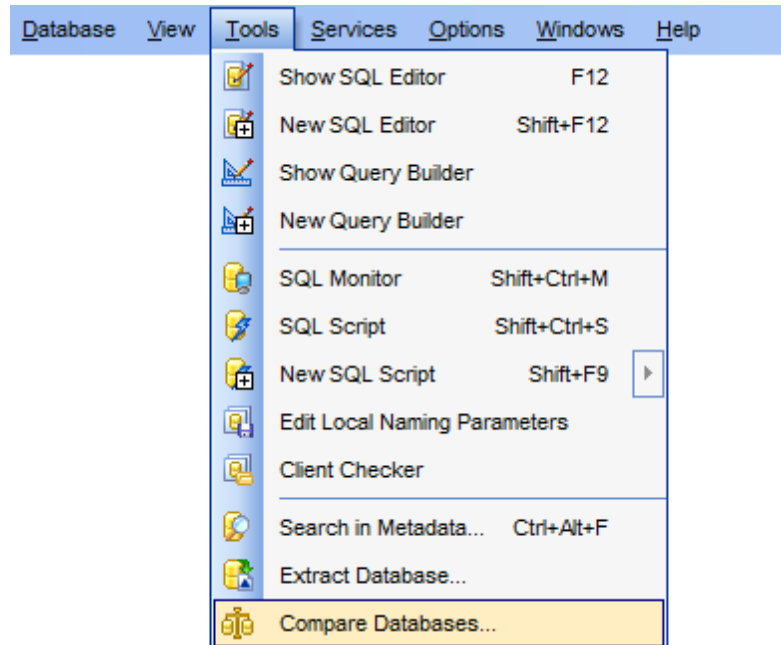 Database View Tools Services Options Windows Help
Show SQL Editor F12
New SQL Editor Shift+F12
Show Query Builder
New Query Builder
SQL Monitor Shift+Ctrl+M
SQL Script Shift+Ctrl+S
New SQL Script Shift+F9
Edit Local Naming Parameters
Client Checker
Search in Metadata... Ctrl+Alt+F
Extract Database...
Compare Databases...